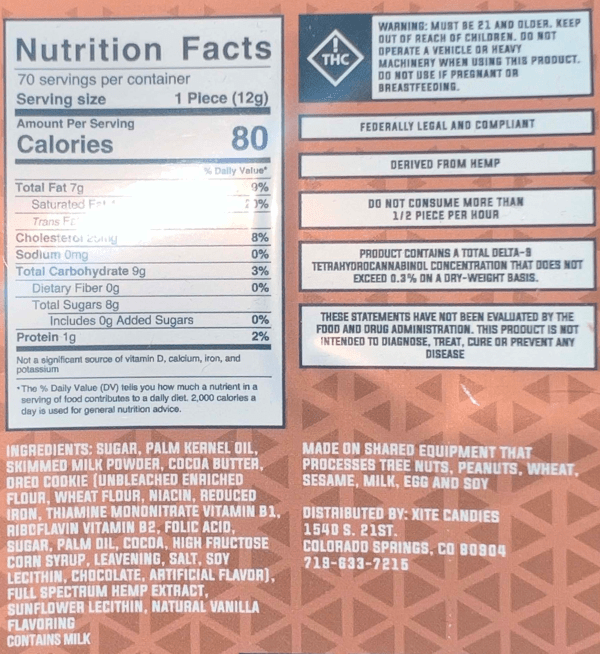 Nutrition Facts
70 servings per container
Serving size 1 Piece (12g)
Amount Per Serving
Calories 80
% Daily Value*
Total Fat 7g 9%
Saturated
Trans
Cholesterol 8%
Sodium 0mg 0%
Total Carbohydrate 9g 3%
Dietary Fiber 0g 0%
Total Sugars 8g
Includes 0g Added Sugars 0%
Protein 1g 2%
Not a significant source of vitamin D, calcium, iron, and
potassium
*The % Daily Value (DV) tells you how much a nutrient in a
serving of food contributes to a daily diet. 2,000 calories a
day is used for general nutrition advice.
INGREDIENTS: SUGAR, PALM KERNEL OIL,
SKIMMED MILK POWDER, COCOA BUTTER,
OREO COOKIE (UNBLEACHED ENRICHED
FLOUR, WHEAT FLOUR, NIACIN, REDUCED
IRON, THIAMINE MONONITRATE VITAMIN B1,
RIBOFLAVIN VITAMIN B2, FOLIC ACID,
SUGAR, PALM OIL, COCOA, HIGH FRUCTOSE
CORN SYRUP, LEAVENING, SALT, SOY
LECITHIN, CHOCOLATE, ARTIFICIAL FLAVOR),
FULL SPECTRUM HEMP EXTRACT,
SUNFLOWER LECITHIN, NATURAL VANILLA
FLAVORING
CONTAINS MILK
!
THC
WARNING: MUST BE 21 AND OLDER. KEEP
OUT OF REACH OF CHILDREN. DO NOT
OPERATE A VEHICLE OR HEAVY
MACHINERY WHEN USING THIS PRODUCT.
DO NOT USE IF PREGNANT OR
BREASTFEEDING.
FEDERALLY LEGAL AND COMPLIANT
DERIVED FROM HEMP
DO NOT CONSUME MORE THAN
1/2 PIECE PER HOUR
PRODUCT CONTAINS A TOTAL DELTA-9
TETRAHYDROCANNABINOL CONCENTRATION THAT DOES NOT
EXCEED 0.3% ON A DRY-WEIGHT BASIS.
THESE STATEMENTS HAVE NOT BEEN EVALUATED BY THE
FOOD AND DRUG ADMINISTRATION. THIS PRODUCT IS NOT
INTENDED TO DIAGNOSE, TREAT, CURE OR PREVENT ANY
DISEASE
MADE ON SHARED EQUIPMENT THAT
PROCESSES TREE NUTS, PEANUTS, WHEAT,
SESAME, MILK, EGG AND SOY
DISTRIBUTED BY: XITE CANDIES
1540 S. 21ST.
COLORADO SPRINGS, CO 80904
719-633-7215